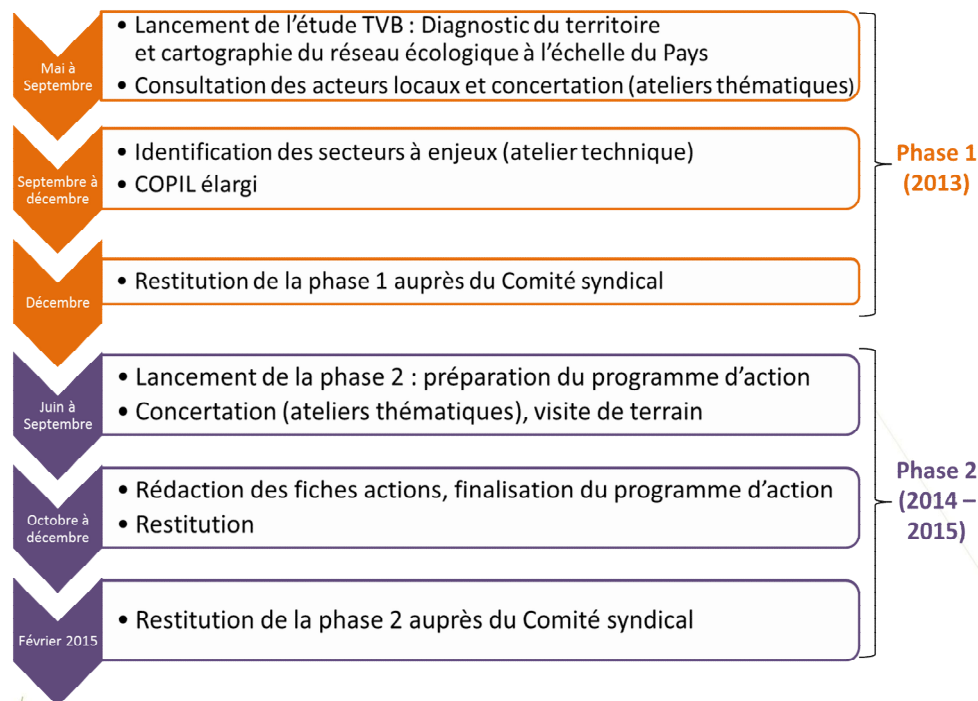 Mai à
Septembre
• Lancement de l’étude TVB : Diagnostic du territoire
et cartographie du réseau écologique à l’échelle du Pays
• Consultation des acteurs locaux et concertation (ateliers thématiques)
Septembre à
décembre
• Identification des secteurs à enjeux (atelier technique)
• COPIL élargi
Décembre
• Restitution de la phase 1 auprès du Comité syndical
Phase 1
(2013)
Juin à
Septembre
• Lancement de la phase 2 : préparation du programme d’action
• Concertation (ateliers thématiques), visite de terrain
Octobre à
décembre
• Rédaction des fiches actions, finalisation du programme d’action
• Restitution
Février 2015
• Restitution de la phase 2 auprès du Comité syndical
Phase 2
(2014 –
2015)